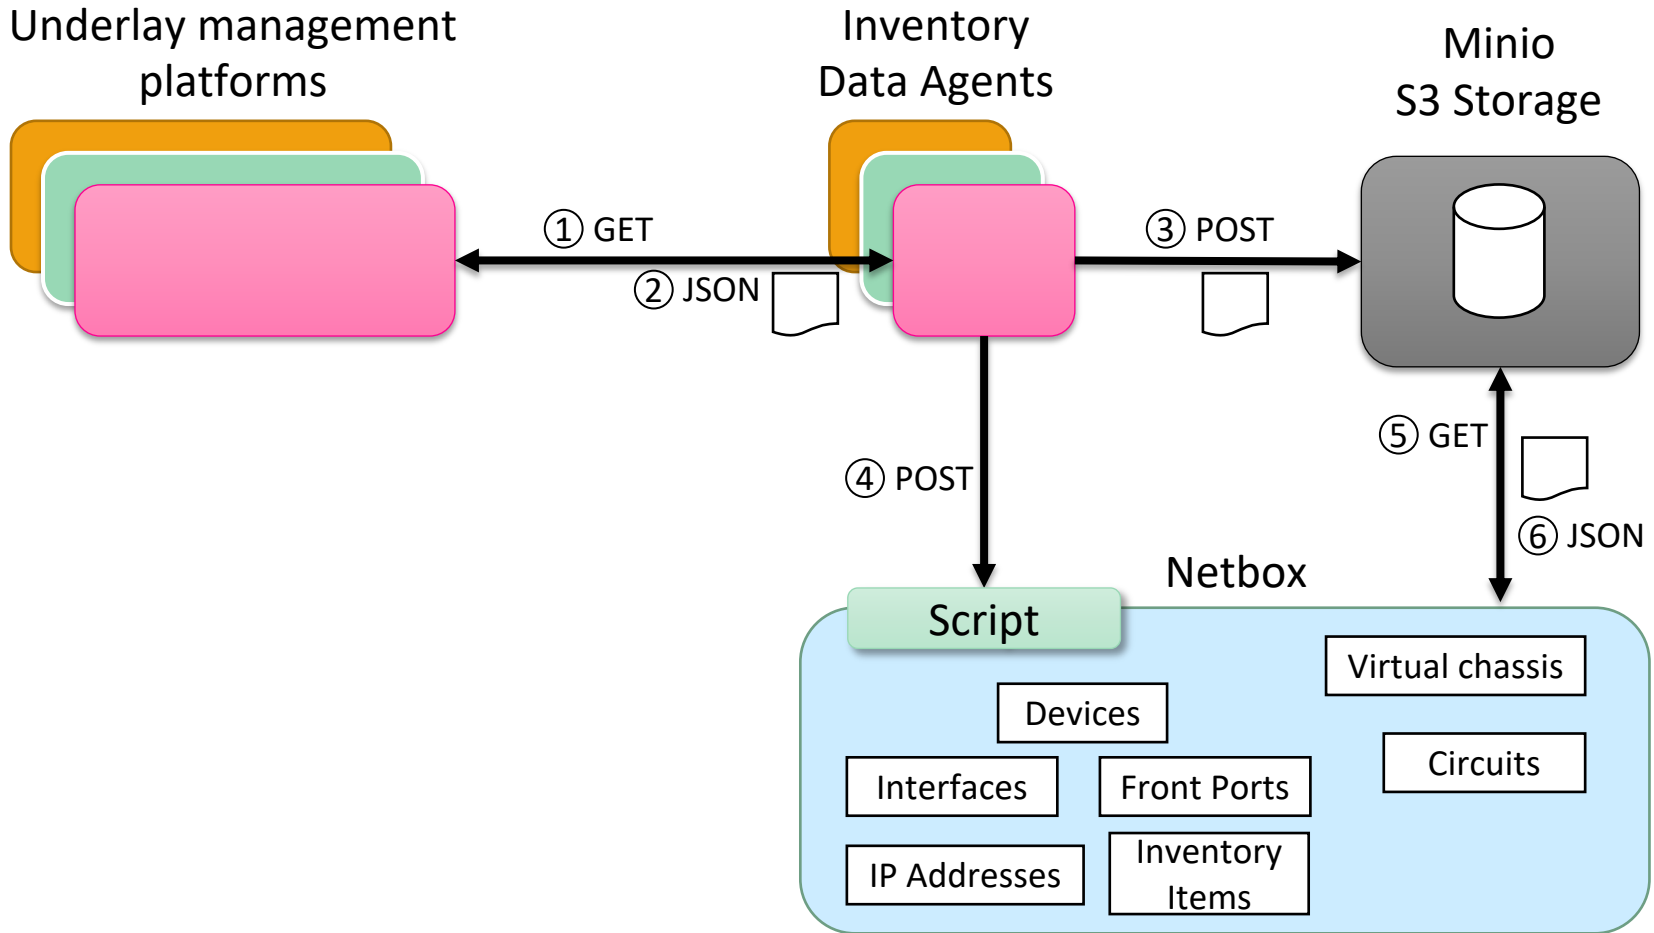 Underlay management
platforms
Inventory
Data Agents
Minio
S3 Storage
① GET
② JSON
③ POST
④ POST
⑤ GET
⑥ JSON
Netbox
Script
Virtual chassis
Devices
Circuits
Interfaces
Front Ports
IP Addresses
Inventory
Items